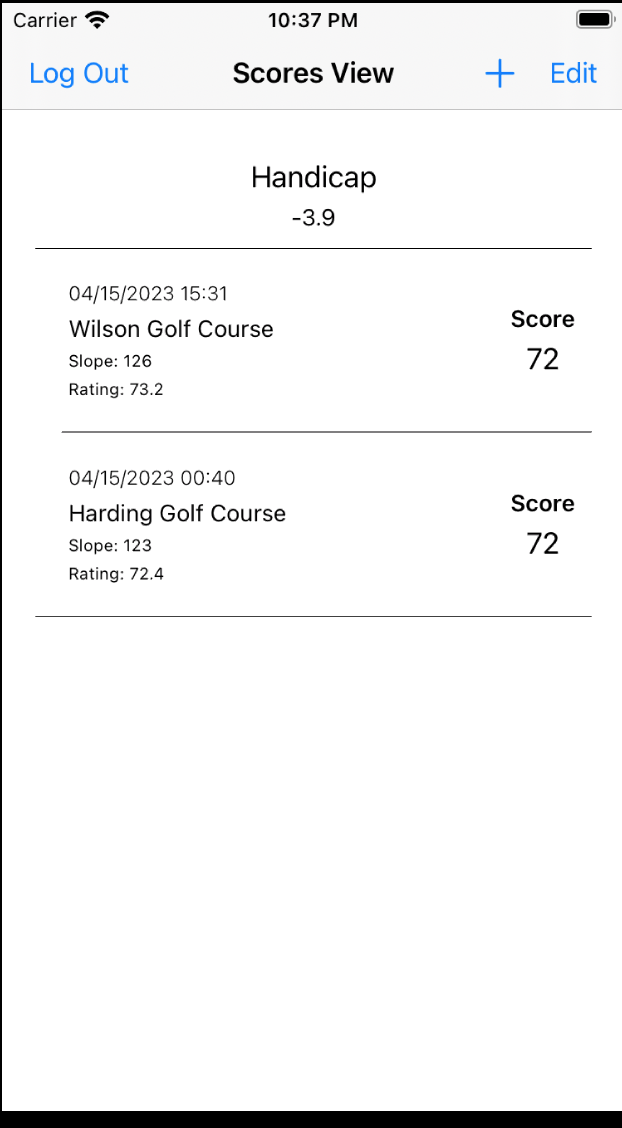 Carrier 10:37 PM
Log Out Scores View + Edit
Handicap
-3.9
04/15/2023 15:31
Wilson Golf Course
Slope: 126
Rating: 73.2
Score
72
04/15/2023 00:40
Harding Golf Course
Slope: 123
Rating: 72.4
Score
72